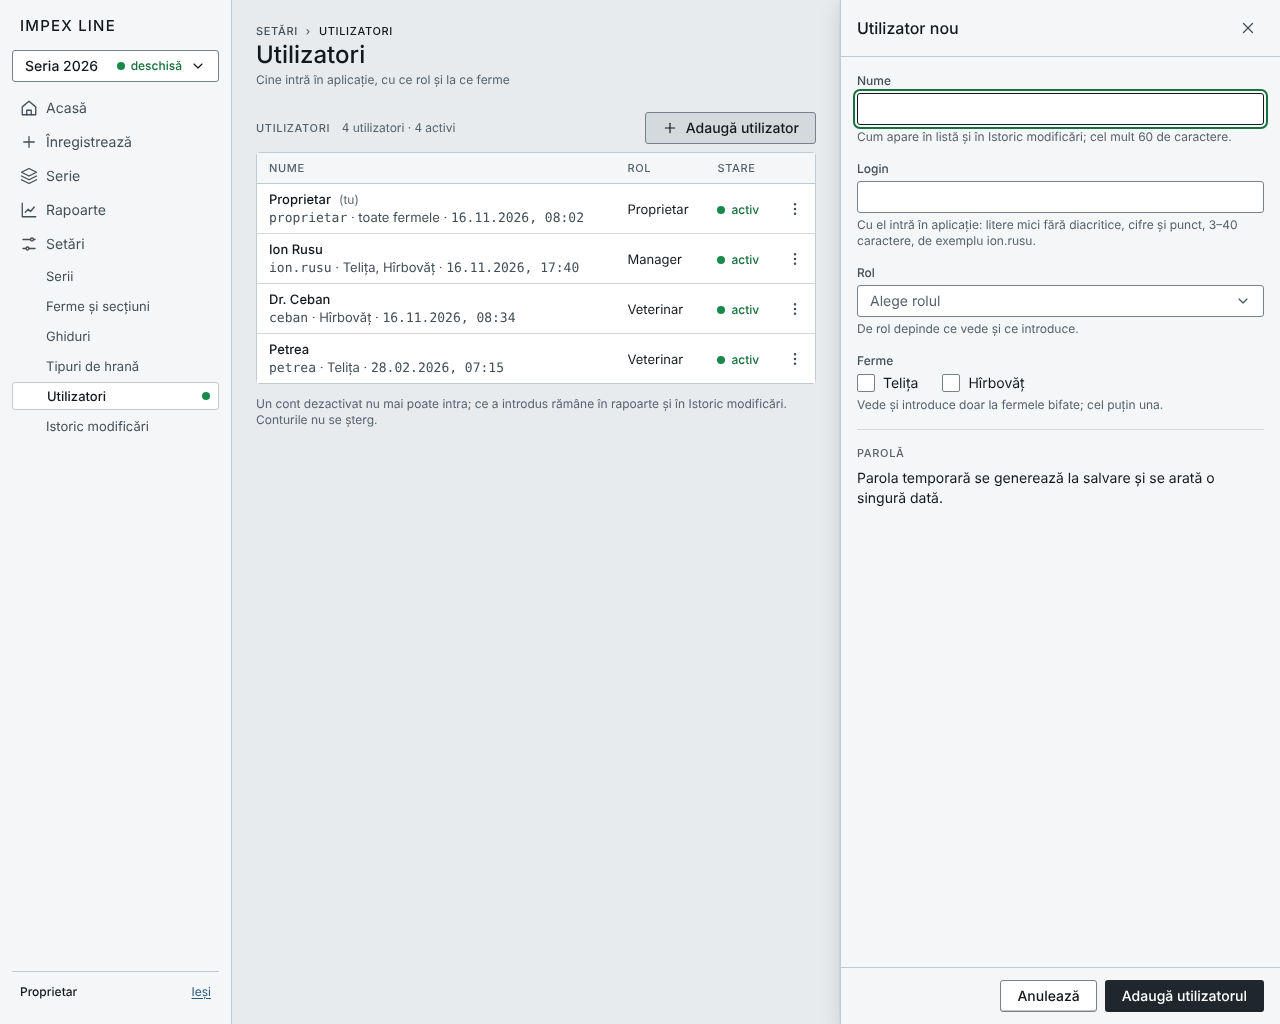 IMPEX LINE
Seria 2026 deschisă
Acasă
Înregistrează
Serie
Rapoarte
Setări
Serii
Ferme și secțiuni
Ghiduri
Tipuri de hrană
Utilizatori
Istoric modificări
Proprietar Ieși
SETĂRI › UTILIZATORI
Utilizatori
Cine intră în aplicație, cu ce rol și la ce ferme
UTILIZATORI 4 utilizatori · 4 activi
Adaugă utilizator
NUME ROL STARE
Proprietar (tu)
proprietar · toate fermele · 16.11.2026, 08:02
Proprietar activ
Ion Rusu
ion.rusu · Telița, Hîrbovăț · 16.11.2026, 17:40
Manager activ
Dr. Ceban
ceban · Hîrbovăț · 16.11.2026, 08:34
Veterinar activ
Petrea
petrea · Telița · 28.02.2026, 07:15
Veterinar activ
Un cont dezactivat nu mai poate intra; ce a introdus rămâne în rapoarte și în Istoric modificări.
Conturile nu se șterg.
Utilizator nou
Nume
Cum apare în listă și în Istoric modificări; cel mult 60 de caractere.
Login
Cu el intră în aplicație: litere mici fără diacritice, cifre și punct, 3–40
caractere, de exemplu ion.rusu.
Rol
Alege rolul
De rol depinde ce vede și ce introduce.
Ferme
Telița Hîrbovăț
Vede și introduce doar la fermele bifate; cel puțin una.
PAROLĂ
Parola temporară se generează la salvare și se arată o
singură dată.
Anulează Adaugă utilizatorul